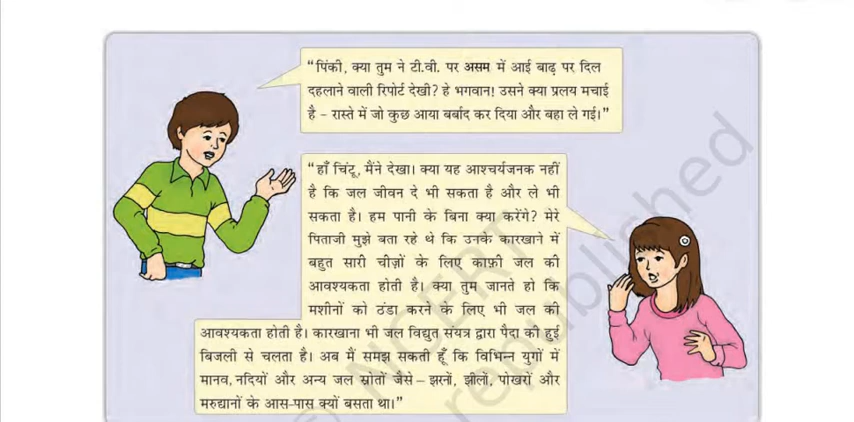 “पिंकी, क्या तुम ने टी.वी. पर असम में आई बाढ़ पर दिल
दहलाने वाली रिपोर्ट देखी? हे भगवान! उसने क्या प्रलय मचाई
है – रास्ते में जो कुछ आया बर्बाद कर दिया और बहा ले गई।”
“हाँ चिंटू, मैंने देखा। क्या यह आश्चर्यजनक नहीं
है कि जल जीवन दे भी सकता है और ले भी
सकता है। हम पानी के बिना क्या करेंगे? मेरे
पिताजी मुझे बता रहे थे कि उनके कारखाने में
बहुत सारी चीज़ों के लिए काफ़ी जल की
आवश्यकता होती है। क्या तुम जानते हो कि
मशीनों को ठंडा करने के लिए भी जल की
आवश्यकता होती है। कारखाना भी जल विद्युत संयत्र द्वारा पैदा की हुई
बिजली से चलता है। अब मैं समझ सकती हूँ कि विभिन्न युगों में
मानव, नदियों और अन्य जल स्रोतों जैसे – झरनों, झीलों, पोखरों और
मरुद्यानों के आस-पास क्यों बसता था।”
© NCERT
republished